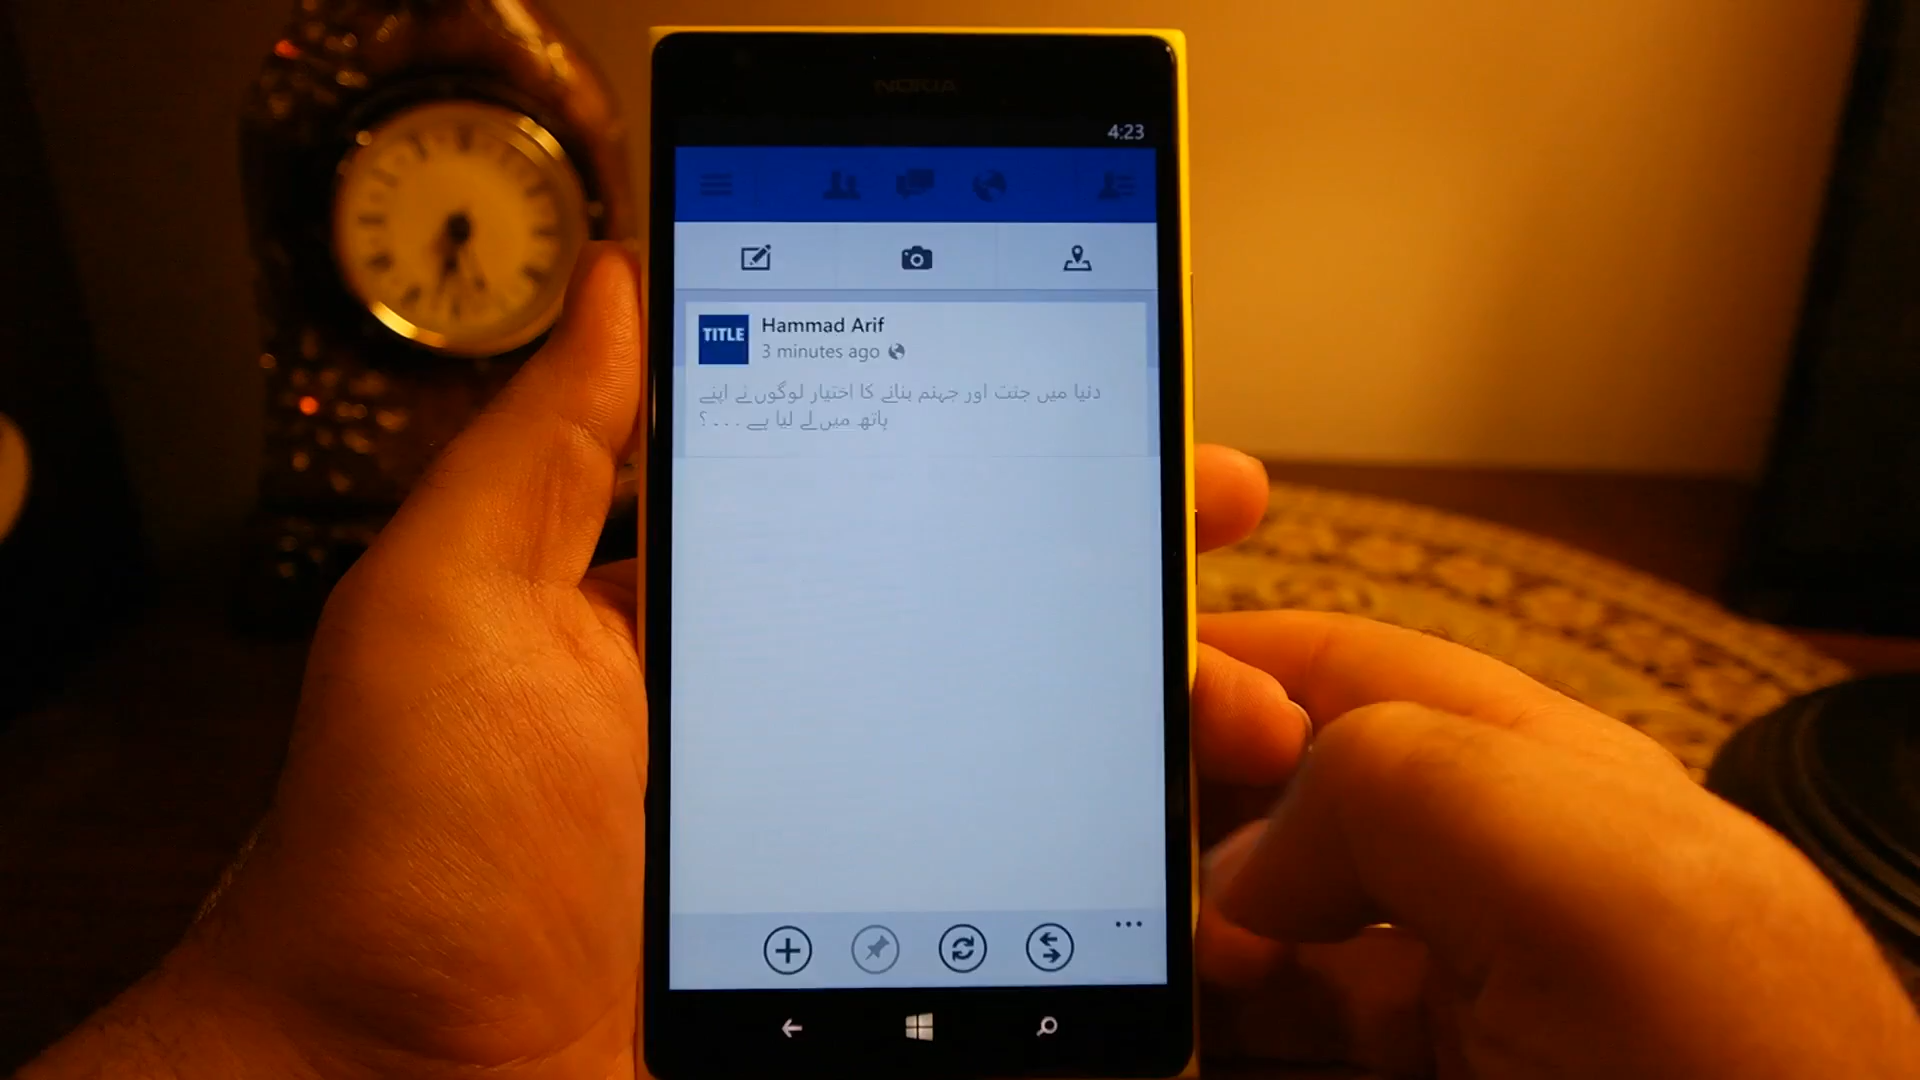 NOKIA
4:23
TITLE
Hammad Arif
3 minutes ago
دنیا میں جنت اور جہنم بنانے کا اختیار لوگوں نے اپنے
ہاتھ میں لے لیا ہے . . . ؟